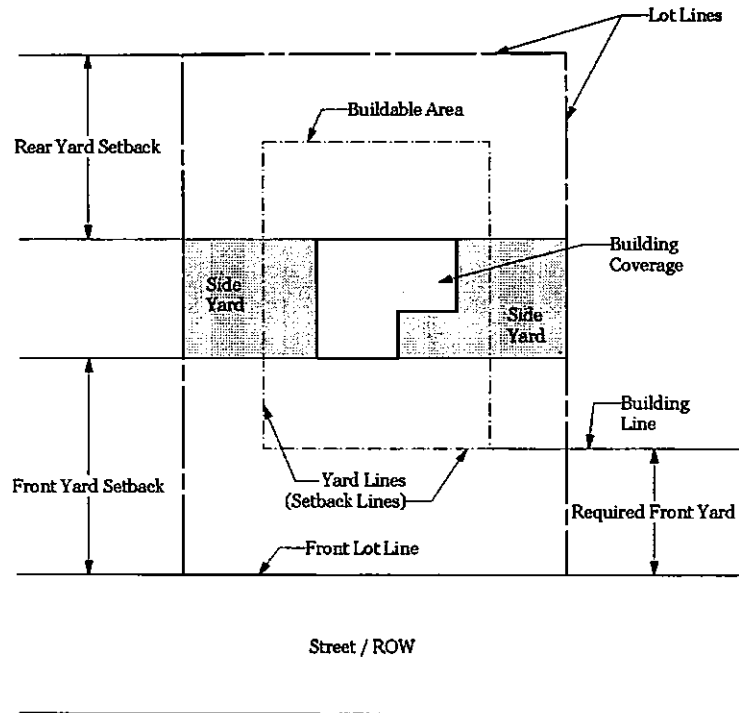 Lot Lines
Buildable Area
Rear Yard Setback
Building
Coverage
Side
Yard
Side
Yard
Building
Line
Front Yard Setback
Yard Lines
(Setback Lines)
Required Front Yard
Front Lot Line
Street / ROW